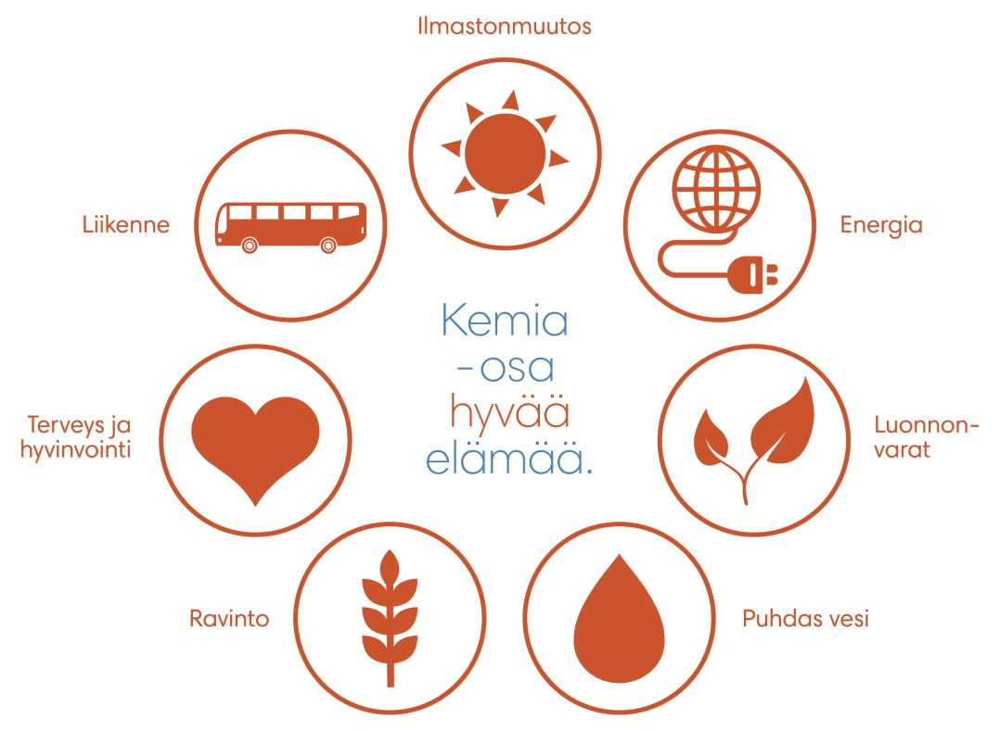 Ilmastonmuutos
Liikenne
Energia
Kemia
– osa
hyvää
elämää.
Terveys ja
hyvinvointi
Luonnon-
varat
Ravinto
Puhdas vesi